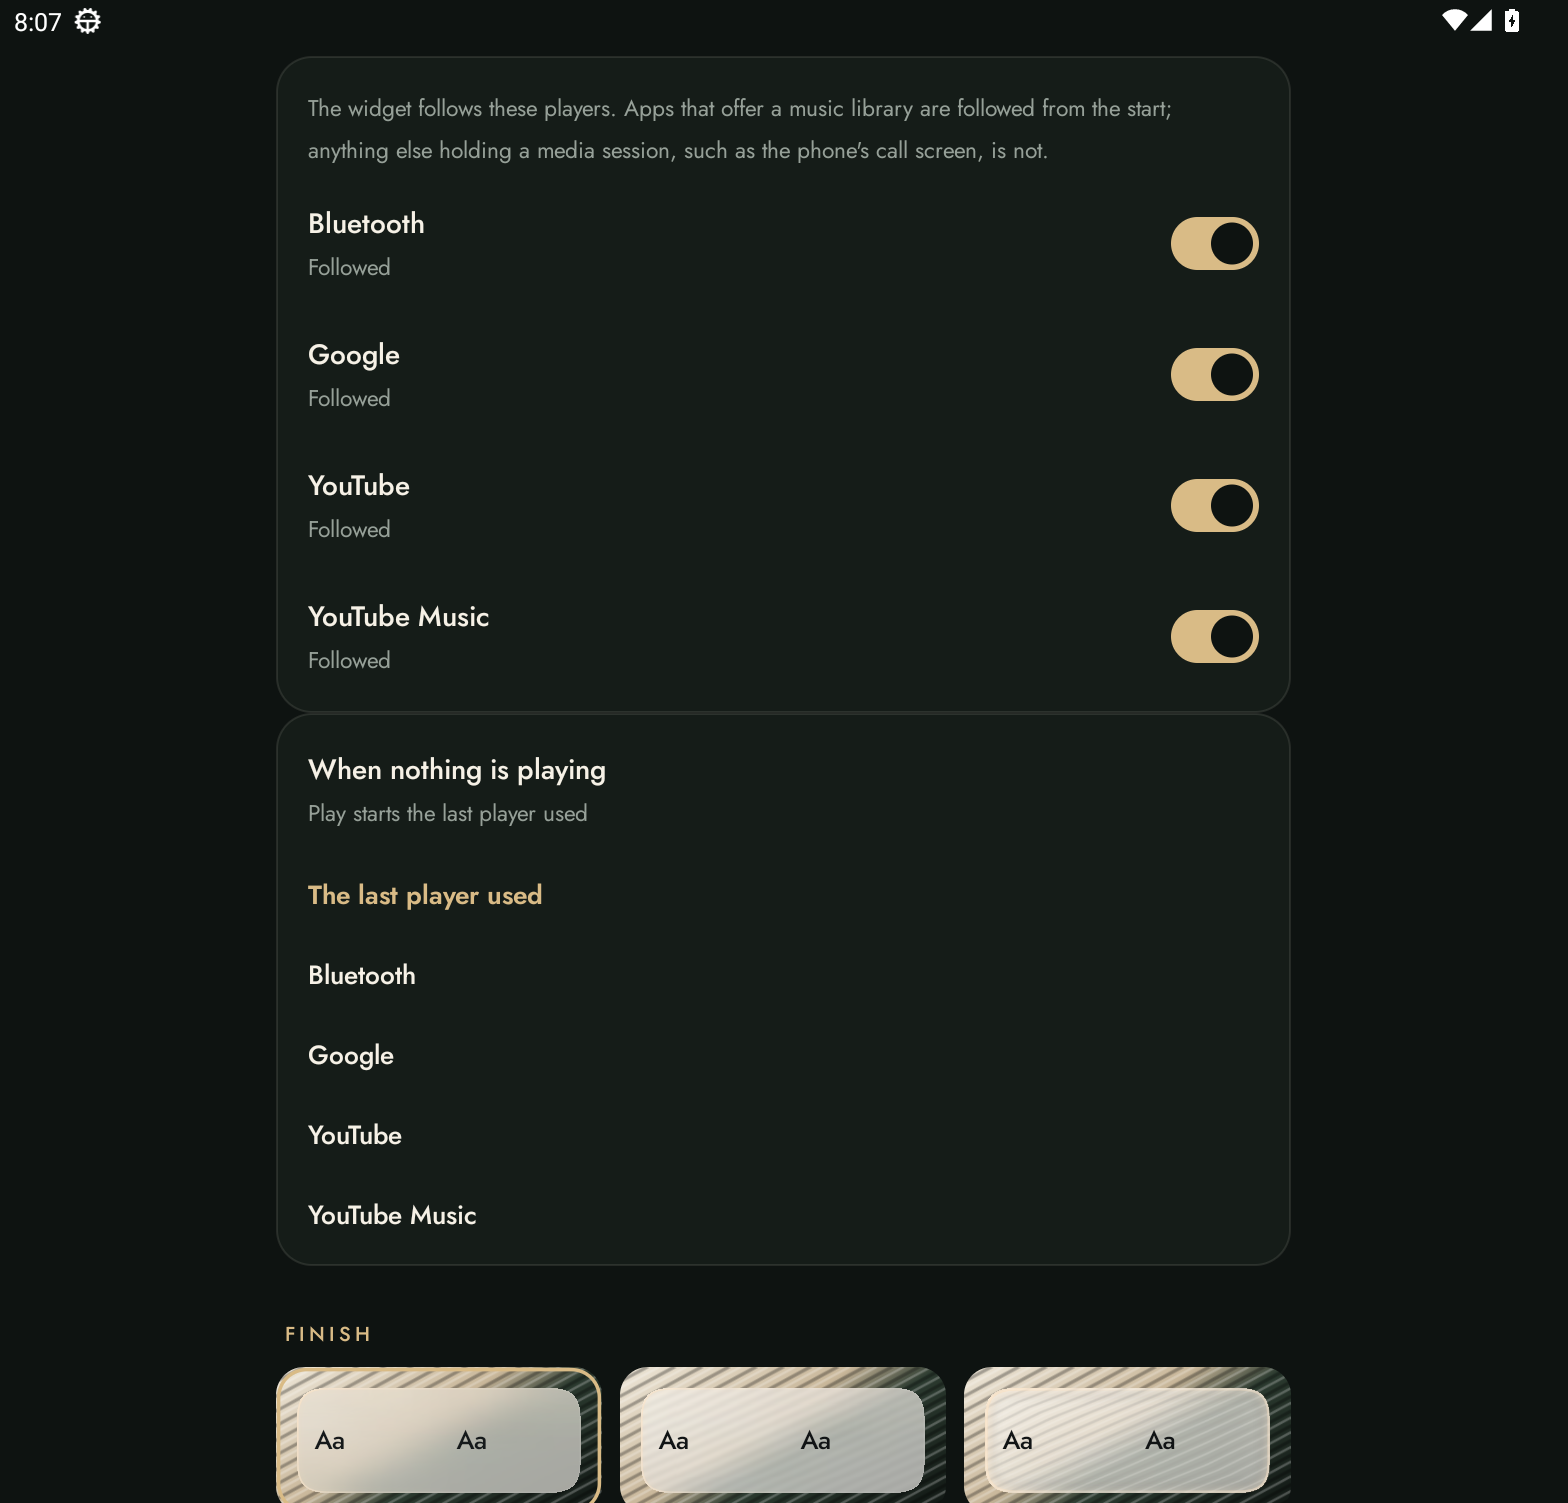 8:07
The widget follows these players. Apps that offer a music library are followed from the start;
anything else holding a media session, such as the phone's call screen, is not.
Bluetooth
Followed
Google
Followed
YouTube
Followed
YouTube Music
Followed
When nothing is playing
Play starts the last player used
The last player used
Bluetooth
Google
YouTube
YouTube Music
FINISH
Aa Aa Aa Aa Aa Aa